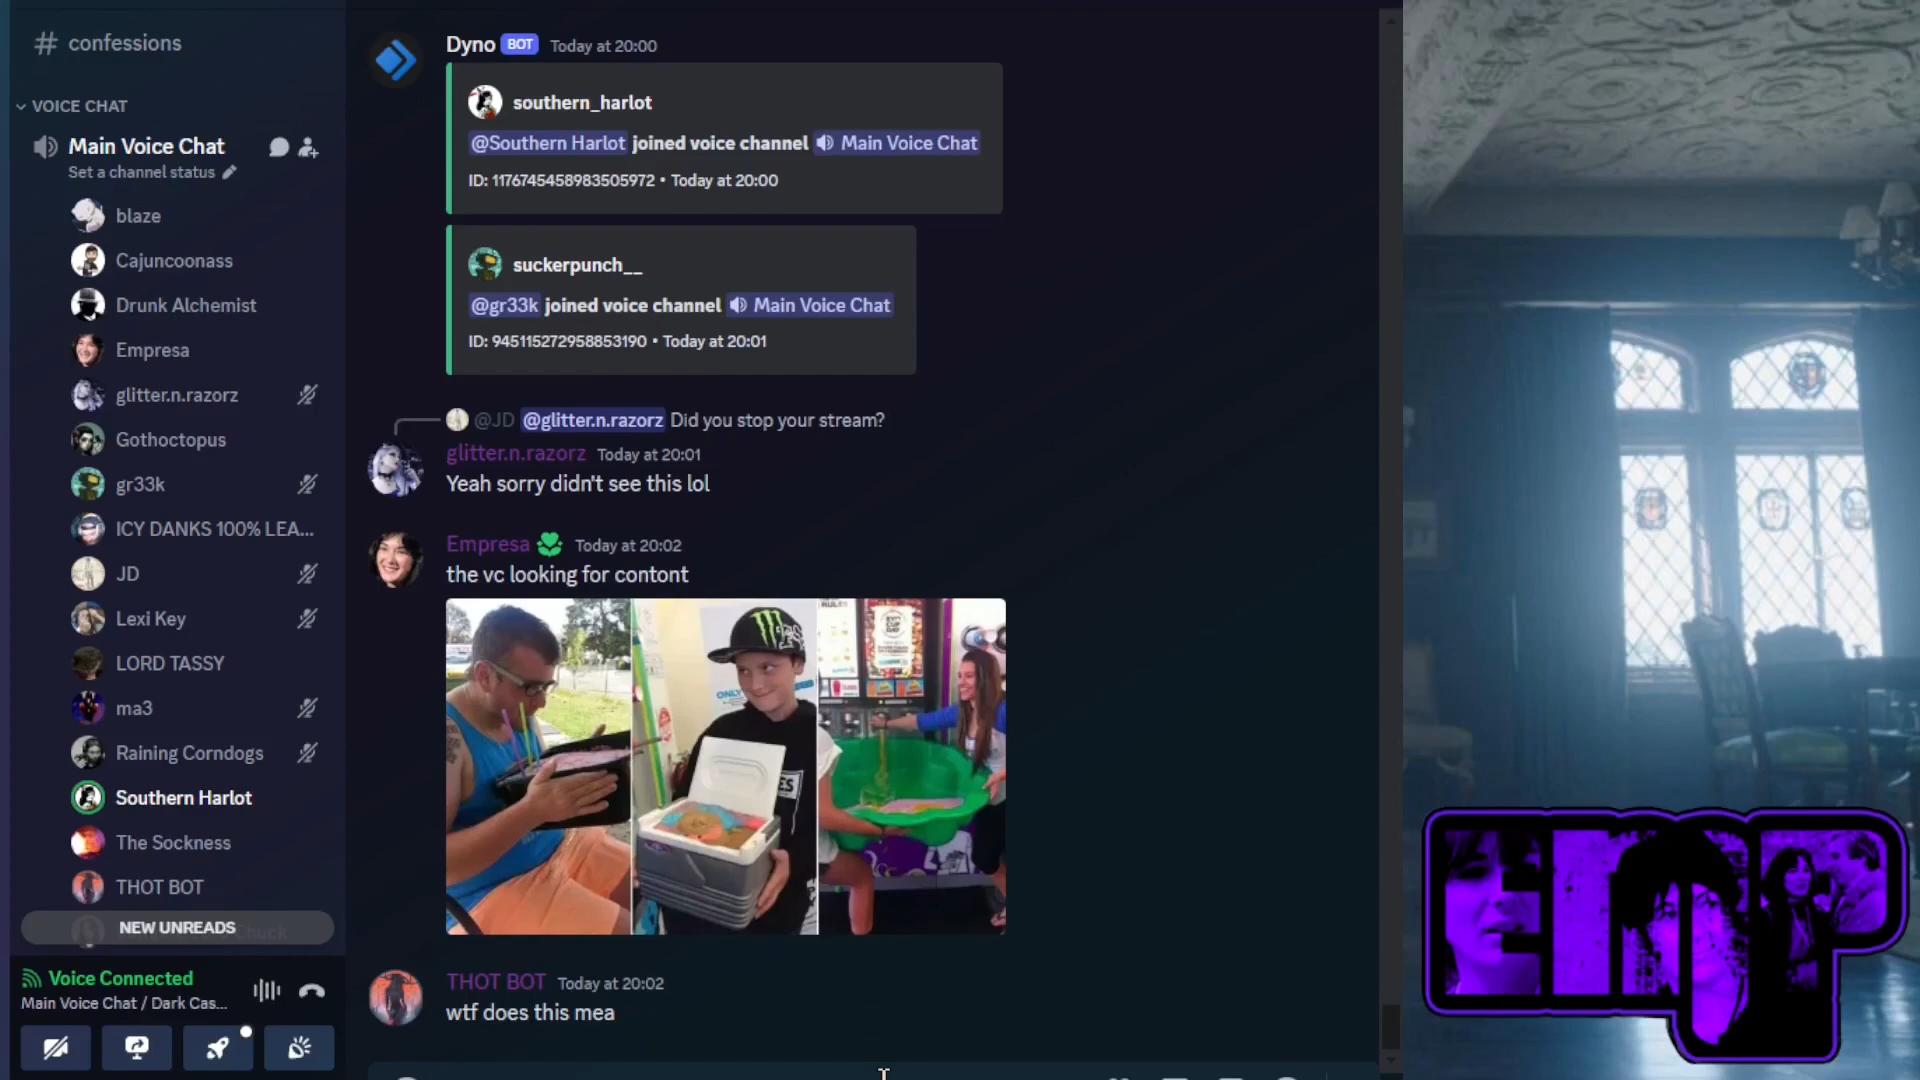 confessions
VOICE CHAT
Main Voice Chat
Set a channel status
blaze
Cajuncoonass
Drunk Alchemist
Empresa
glitter.n.razorz
Gothoctopus
gr33k
ICY DANKS 100% LEA...
JD
Lexi Key
LORD TASSY
ma3
Raining Corndogs
Southern Harlot
The Sockness
THOT BOT
NEW UNREADS
Voice Connected
Main Voice Chat / Dark Cas...
Dyno BOT Today at 20:00
southern_harlot
@Southern Harlot joined voice channel Main Voice Chat
ID: 1176745458983505972 • Today at 20:00
suckerpunch__
@gr33k joined voice channel Main Voice Chat
ID: 945115272958853190 • Today at 20:01
@JD @glitter.n.razorz Did you stop your stream?
glitter.n.razorz Today at 20:01
Yeah sorry didn't see this lol
Empresa Today at 20:02
the vc looking for contont
ONLY
THOT BOT Today at 20:02
wtf does this mea
EMP